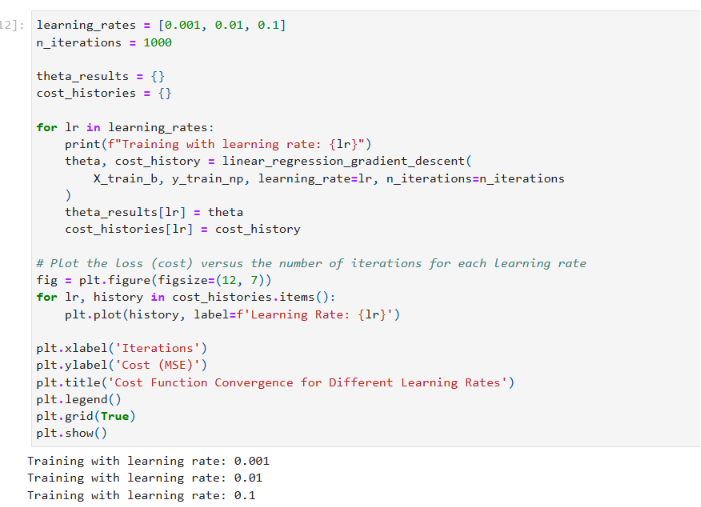 12]: learning_rates = [0.001, 0.01, 0.1]
n_iterations = 1000

theta_results = {}
cost_histories = {}

for lr in learning_rates:
    print(f"Training with learning rate: {lr}")
    theta, cost_history = linear_regression_gradient_descent(
        X_train_b, y_train_np, learning_rate=lr, n_iterations=n_iterations
    )
    theta_results[lr] = theta
    cost_histories[lr] = cost_history

# Plot the loss (cost) versus the number of iterations for each learning rate
fig = plt.figure(figsize=(12, 7))
for lr, history in cost_histories.items():
    plt.plot(history, label=f'Learning Rate: {lr}')

plt.xlabel('Iterations')
plt.ylabel('Cost (MSE)')
plt.title('Cost Function Convergence for Different Learning Rates')
plt.legend()
plt.grid(True)
plt.show()
Training with learning rate: 0.001
Training with learning rate: 0.01
Training with learning rate: 0.1